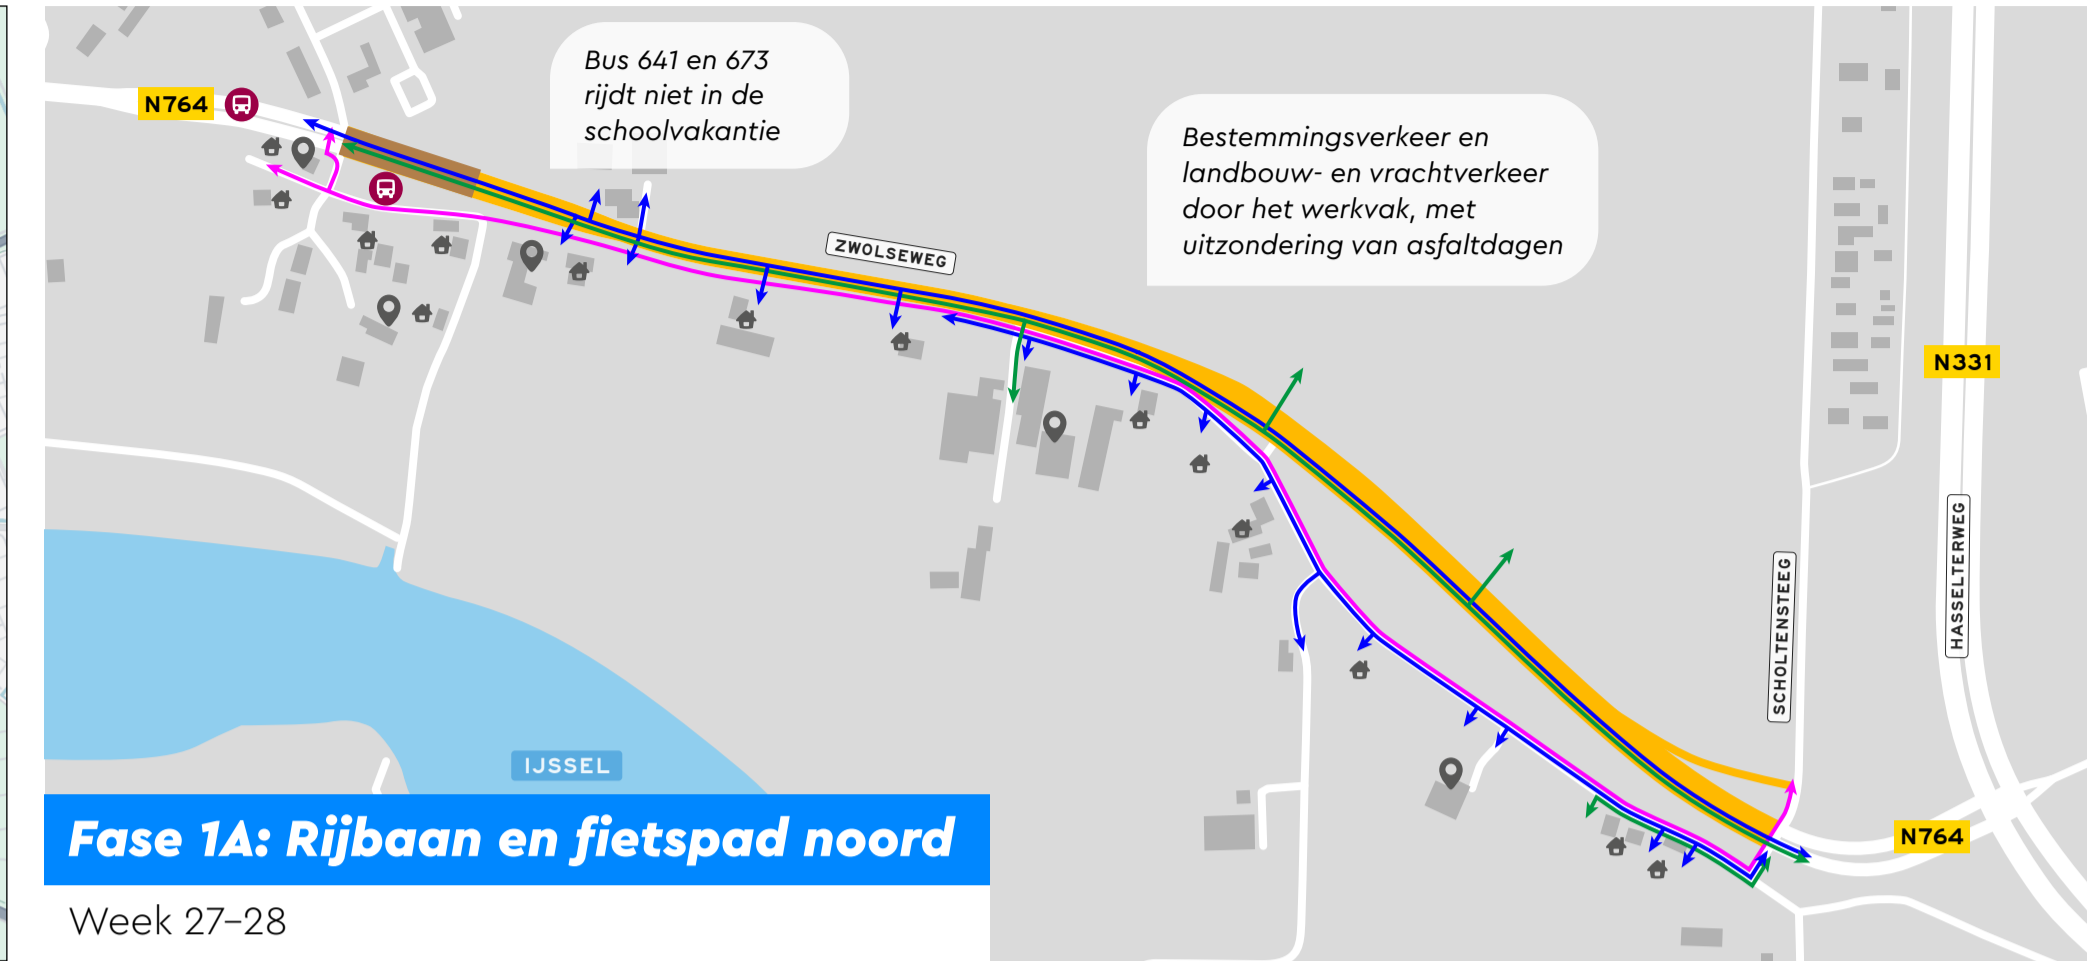 Bus 641 en 673
rijdt niet in de
schoolvakantie
N764
Bestemmingsverkeer en
landbouw- en vrachtverkeer
door het werkvak, met
uitzondering van asfaltdagen
ZWOLSEWEG
N331
HASSELTERWEG
SCHOLTENSTEEG
IJSSEL
N764
Fase 1A: Rijbaan en fietspad noord
Week 27–28